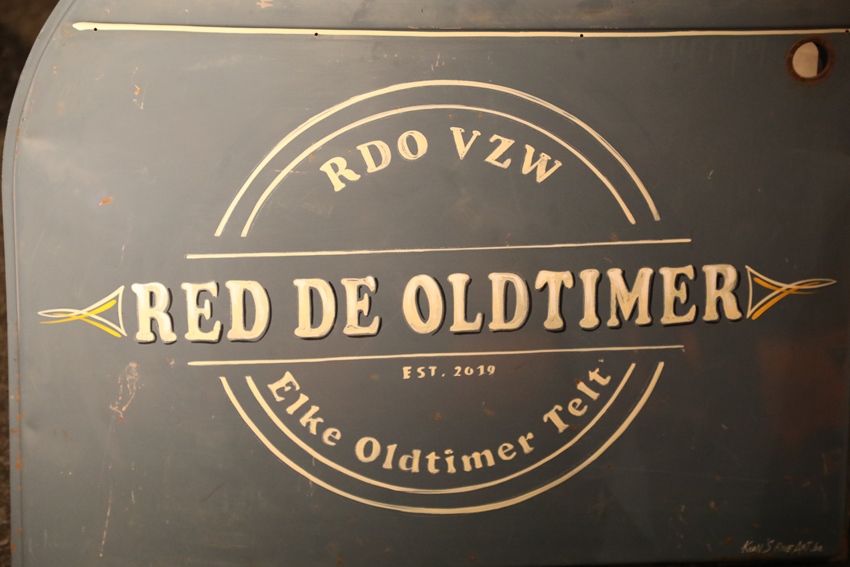 RDO VZW
RED DE OLDTIMER
EST. 2019
Elke Oldtimer Telt